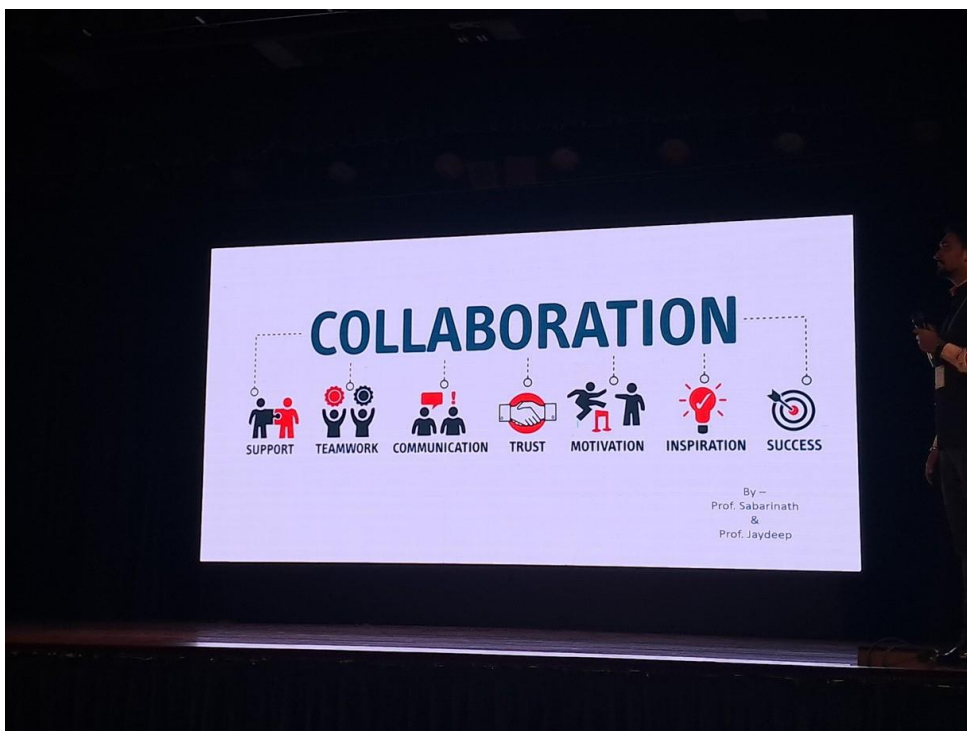 COLLABORATION
SUPPORT TEAMWORK COMMUNICATION TRUST MOTIVATION INSPIRATION SUCCESS
By –
Prof. Sabarinath
&
Prof. Jaydeep